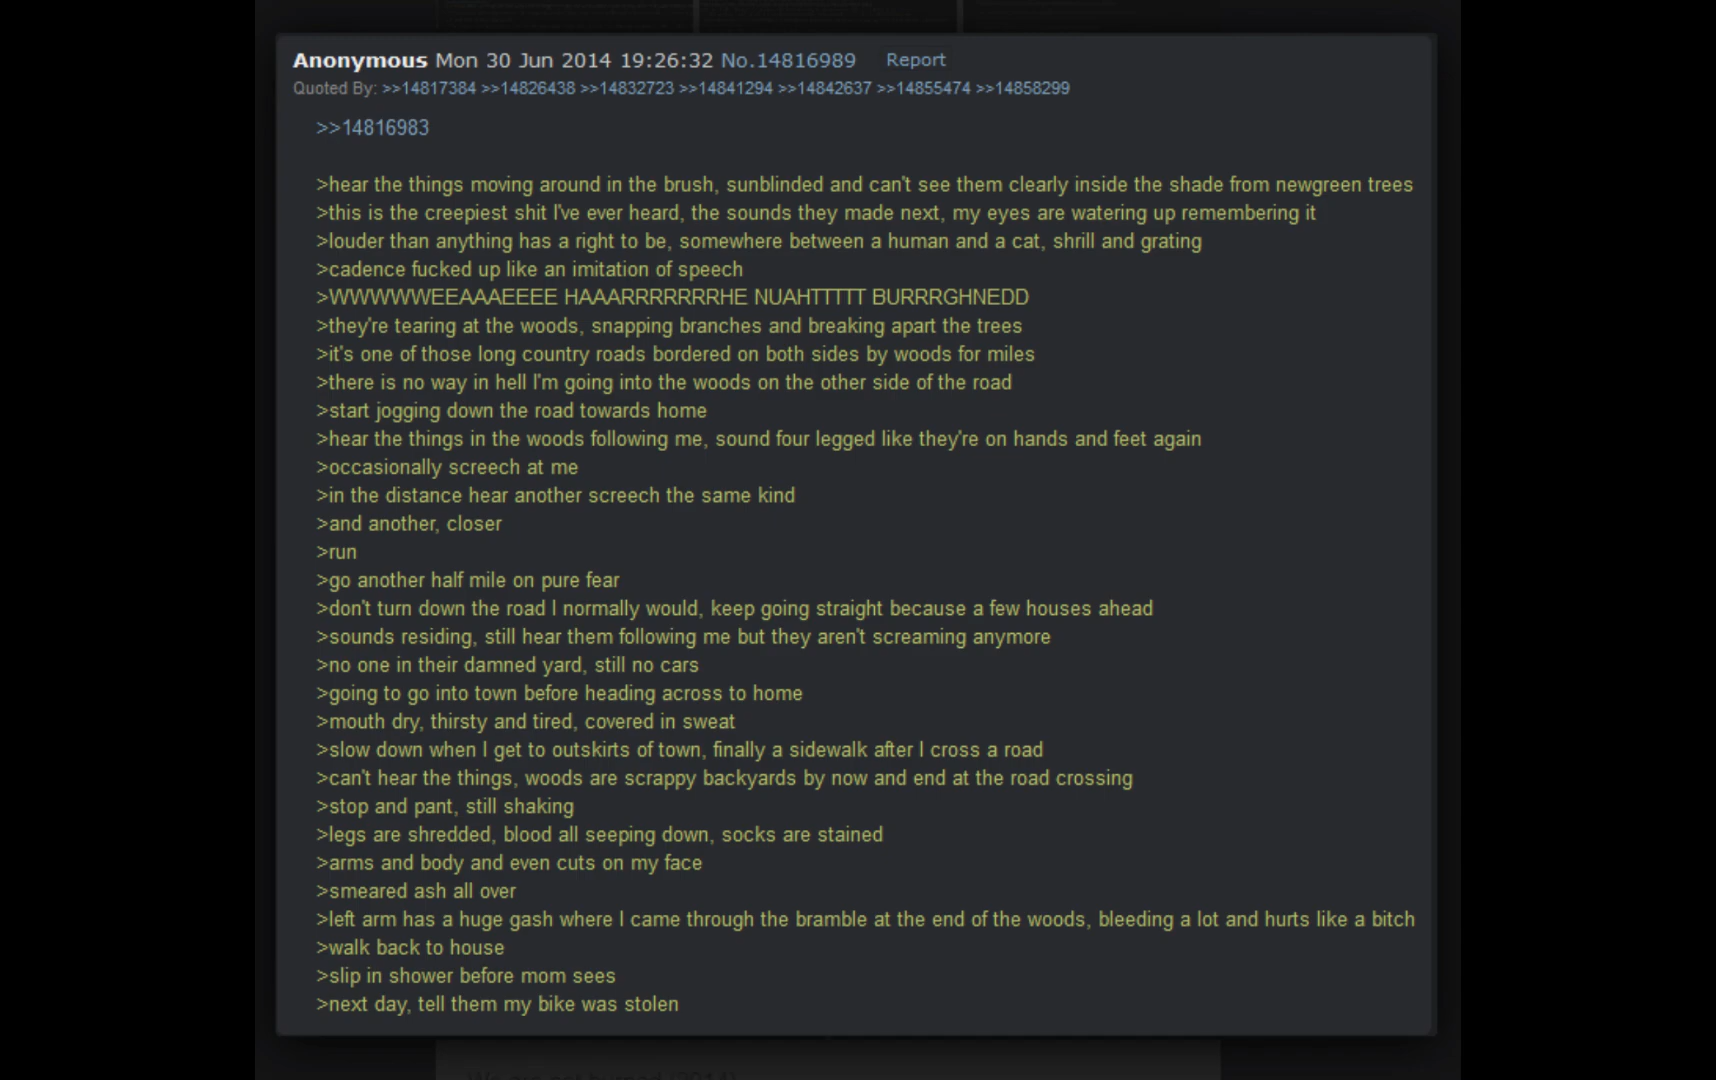 Anonymous Mon 30 Jun 2014 19:26:32 No.14816989 Report
Quoted By: >>14817384 >>14826438 >>14832723 >>14841294 >>14842637 >>14855474 >>14858299
>>14816983
>hear the things moving around in the brush, sunblinded and can't see them clearly inside the shade from newgreen trees
>this is the creepiest shit I've ever heard, the sounds they made next, my eyes are watering up remembering it
>louder than anything has a right to be, somewhere between a human and a cat, shrill and grating
>cadence fucked up like an imitation of speech
>WWWWWEEAAAEEEE HAAARRRRRRRHE NUAHTTTTT BURRRGHNEDD
>they're tearing at the woods, snapping branches and breaking apart the trees
>it's one of those long country roads bordered on both sides by woods for miles
>there is no way in hell I'm going into the woods on the other side of the road
>start jogging down the road towards home
>hear the things in the woods following me, sound four legged like they're on hands and feet again
>occasionally screech at me
>in the distance hear another screech the same kind
>and another, closer
>run
>go another half mile on pure fear
>don't turn down the road I normally would, keep going straight because a few houses ahead
>sounds residing, still hear them following me but they aren't screaming anymore
>no one in their damned yard, still no cars
>going to go into town before heading across to home
>mouth dry, thirsty and tired, covered in sweat
>slow down when I get to outskirts of town, finally a sidewalk after I cross a road
>can't hear the things, woods are scrappy backyards by now and end at the road crossing
>stop and pant, still shaking
>legs are shredded, blood all seeping down, socks are stained
>arms and body and even cuts on my face
>smeared ash all over
>left arm has a huge gash where I came through the bramble at the end of the woods, bleeding a lot and hurts like a bitch
>walk back to house
>slip in shower before mom sees
>next day, tell them my bike was stolen